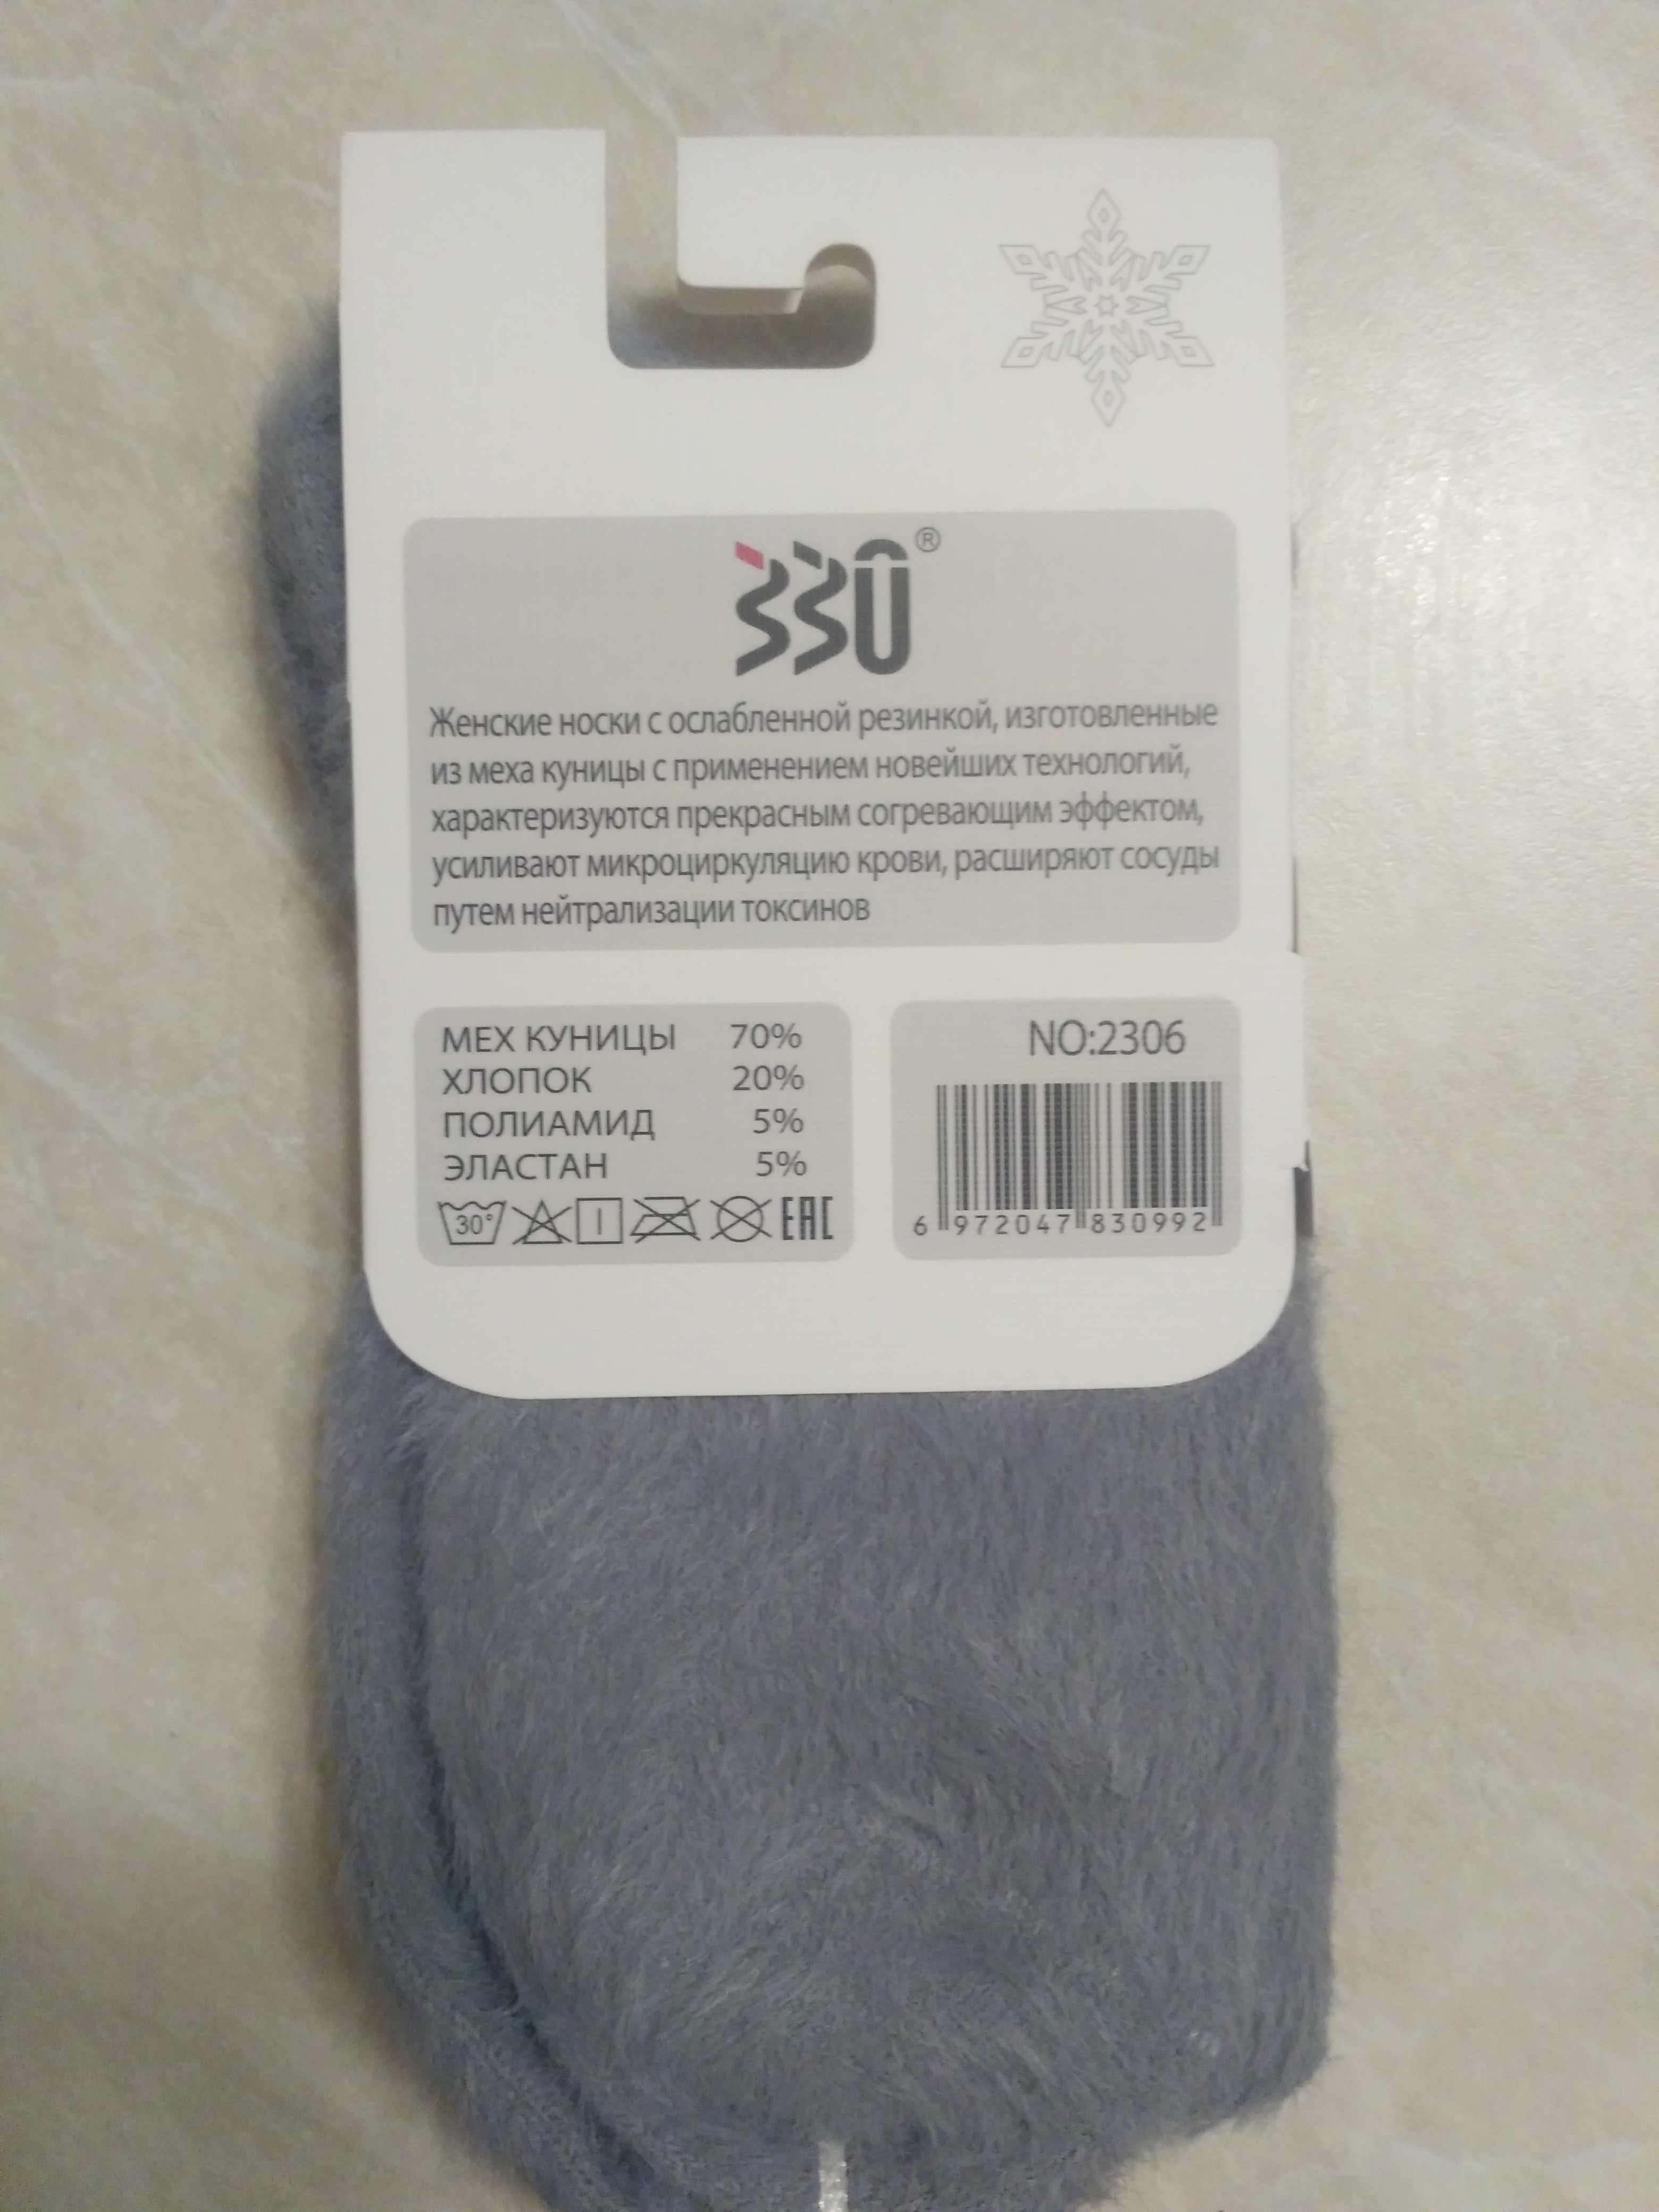 330®
Женские носки с ослабленной резинкой, изготовленные
из меха куницы с применением новейших технологий,
характеризуются прекрасным согревающим эффектом,
усиливают микроциркуляцию крови, расширяют сосуды
путем нейтрализации токсинов
МЕХ КУНИЦЫ 70%
ХЛОПОК 20%
ПОЛИАМИД 5%
ЭЛАСТАН 5%
30° EAC
NO:2306
6 972047 830992